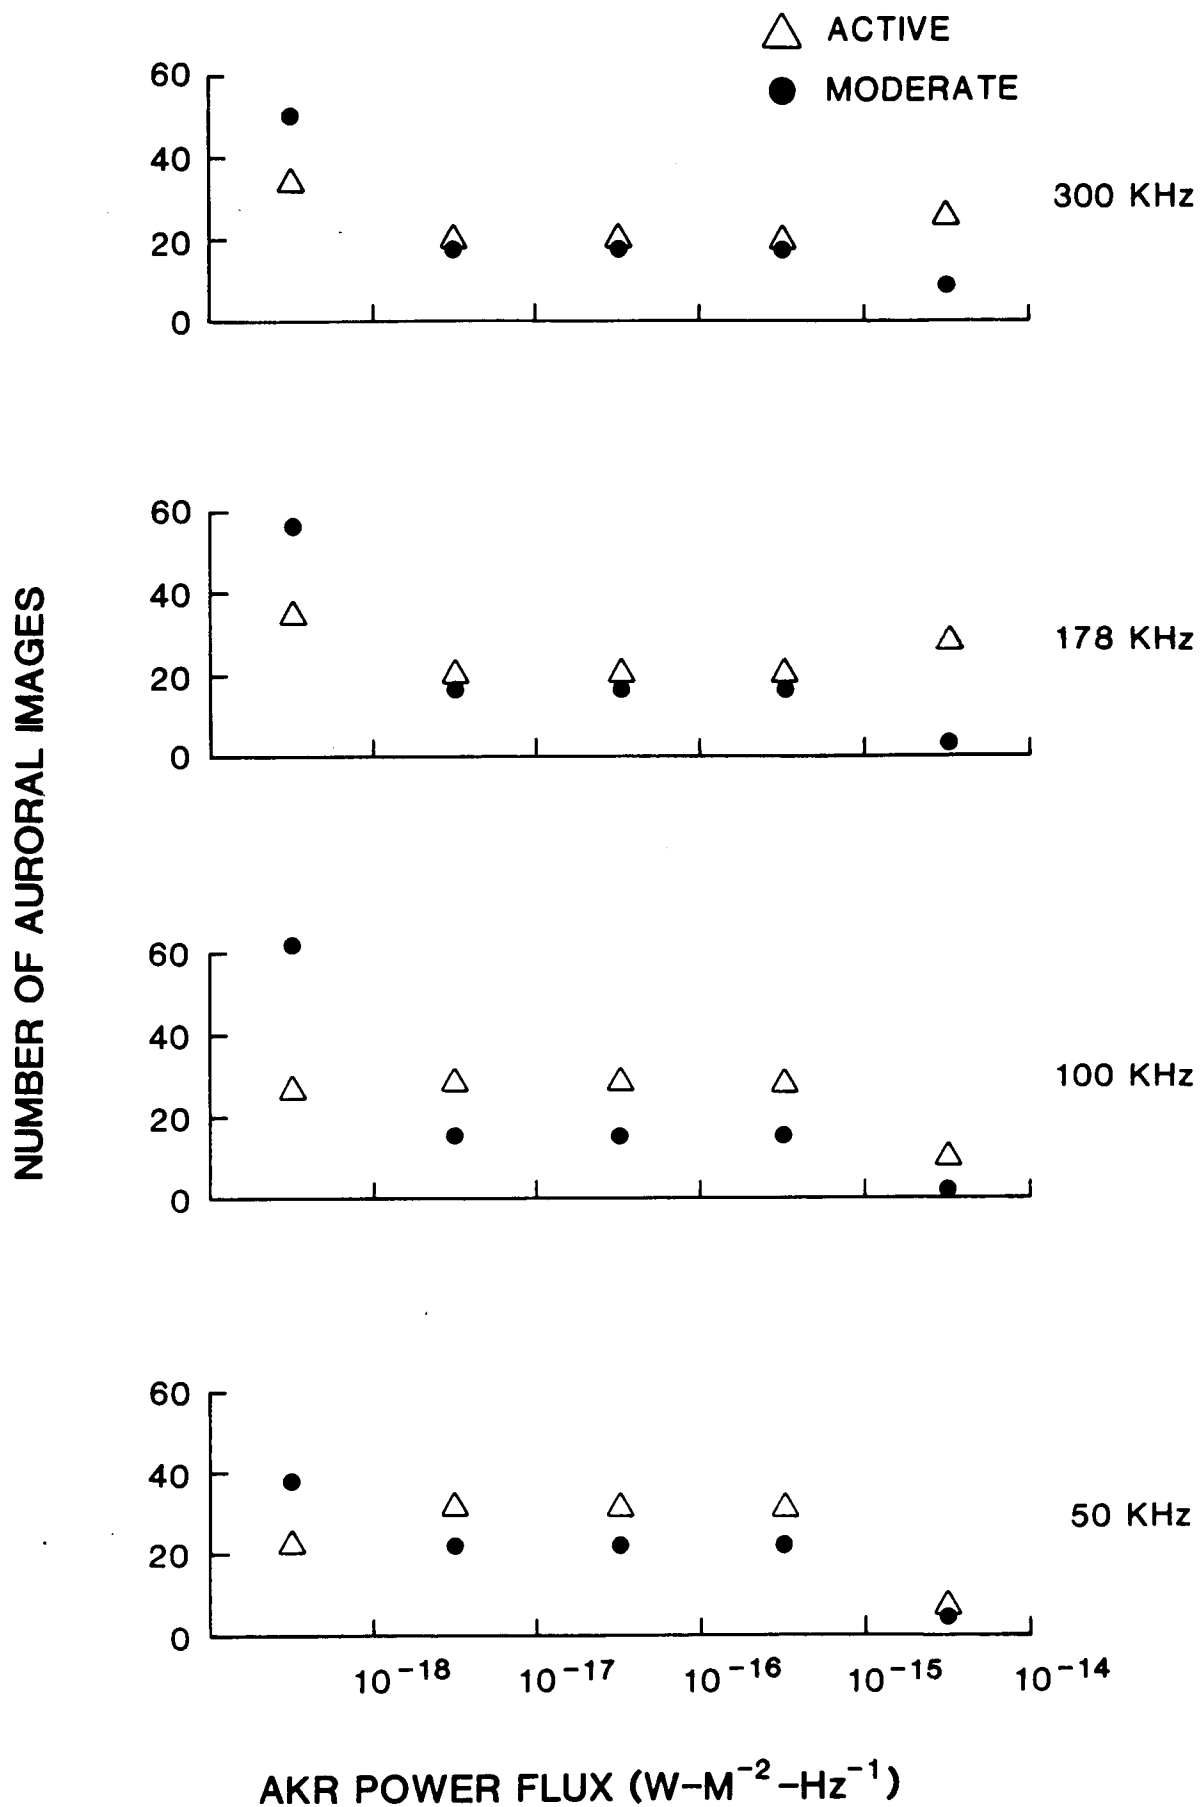 ACTIVE
MODERATE
60
40
20
0
300 KHz
60
40
20
0
178 KHz
60
40
20
0
100 KHz
60
40
20
0
50 KHz
10⁻¹⁸ 10⁻¹⁷ 10⁻¹⁶ 10⁻¹⁵ 10⁻¹⁴
NUMBER OF AURORAL IMAGES
AKR POWER FLUX (W–M⁻²–Hz⁻¹)